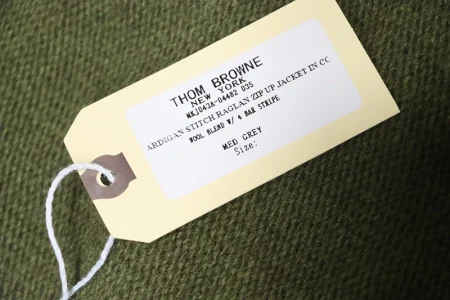 THOM BROWNE
NEW YORK
MKJ043A-04482 035
ARDIGAN STITCH RAGLAN ZIP UP JACKET IN CO
WOOL BLEND W/ 4 BAR STRIPE
MED GREY
Size: